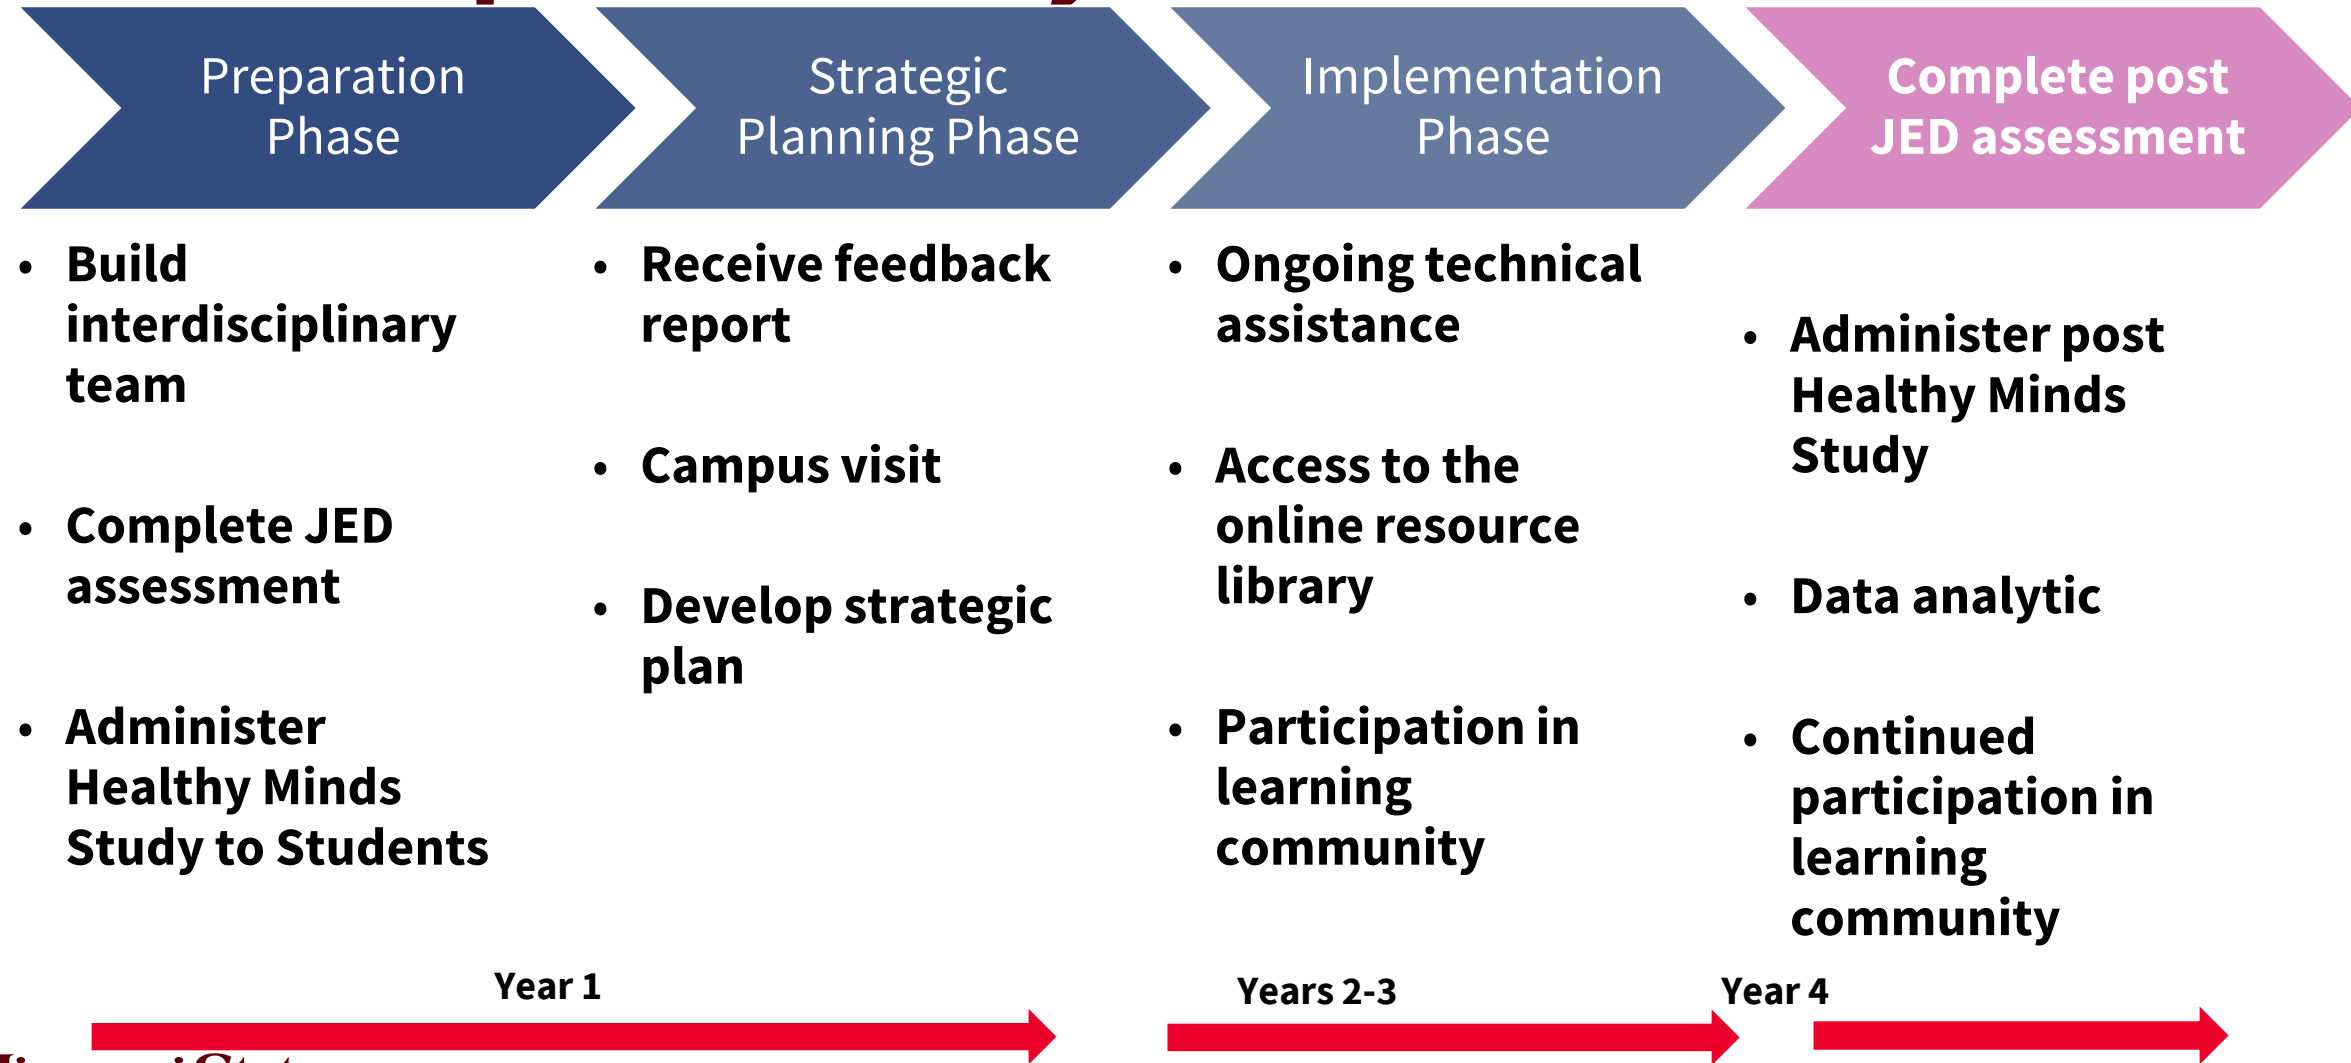 Preparation
Phase
Strategic
Planning Phase
Implementation
Phase
Complete post
JED assessment
• Build
interdisciplinary
team
• Complete JED
assessment
• Administer
Healthy Minds
Study to Students
• Receive feedback
report
• Campus visit
• Develop strategic
plan
• Ongoing technical
assistance
• Access to the
online resource
library
• Participation in
learning
community
• Administer post
Healthy Minds
Study
• Data analytic
• Continued
participation in
learning
community
Year 1
Years 2-3
Year 4